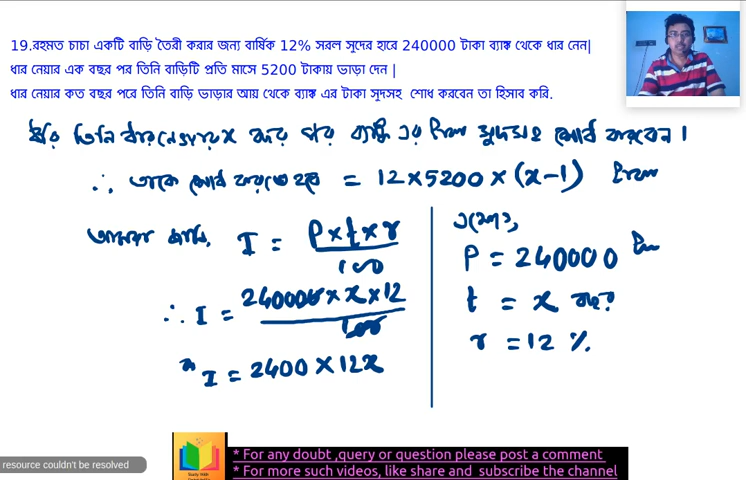 19.রহমত চাচা একটি বাড়ি তৈরী করার জন্য বার্ষিক 12% সরল সুদের হারে 240000 টাকা ব্যাঙ্ক থেকে ধার নেন|
ধার নেয়ার এক বছর পর তিনি বাড়িটি প্রতি মাসে 5200 টাকায় ভাড়া দেন |
ধার নেয়ার কত বছর পরে তিনি বাড়ি ভাড়ার আয় থেকে ব্যাঙ্ক এর টাকা সুদসহ শোধ করবেন তা হিসাব করি.
ধরি তিনি x বছর পর ব্যাঙ্ক এর টাকা সুদসহ শোধ করবেন।
∴ তাকে শোধ করতে হবে = 12×5200×(x-1) টাকা
আমরা জানি, I = P×t×r / 100
∴ I = 240000×x×12 / 100
I = 2400×12x
এখানে,
P = 240000 টাকা
t = x বছর
r = 12 %
resource couldn't be resolved
* For any doubt ,query or question please post a comment
* For more such videos, like share and subscribe the channel